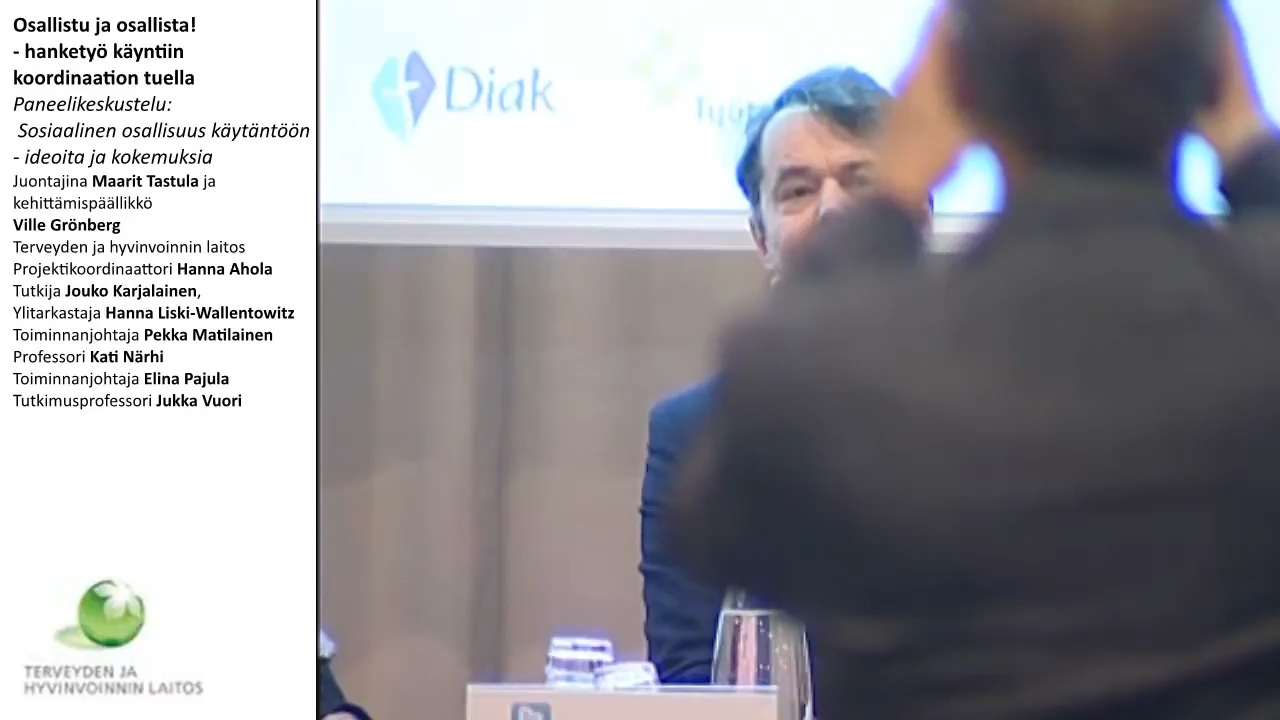 Osallistu ja osallista!
- hanketyö käyntiin
koordinaation tuella
Paneelikeskustelu:
Sosiaalinen osallisuus käytäntöön
- ideoita ja kokemuksia
Juontajina Maarit Tastula ja
kehittämispäällikkö
Ville Grönberg
Terveyden ja hyvinvoinnin laitos
Projektikoordinaattori Hanna Ahola
Tutkija Jouko Karjalainen,
Ylitarkastaja Hanna Liski-Wallentowitz
Toiminnanjohtaja Pekka Matilainen
Professori Kati Närhi
Toiminnanjohtaja Elina Pajula
Tutkimusprofessori Jukka Vuori
TERVEYDEN JA
HYVINVOINNIN LAITOS
Diak